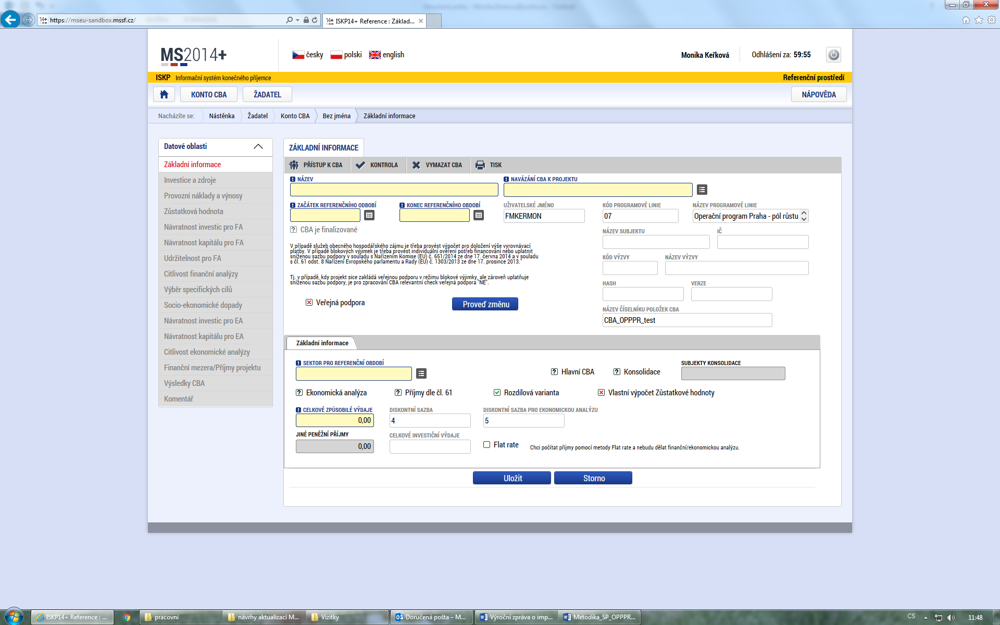 https://mseu-sandbox.mssf.cz/
ISKP14+ Reference : Základ...
MS2014+
česky polski english
Monika Keřková
Odhlášení za: 59:55
ISKP Informační systém konečného příjemce
Referenční prostředí
KONTO CBA ŽADATEL NÁPOVĚDA
Nacházíte se: Nástěnka Žadatel Konto CBA Bez jména Základní informace
Datové oblasti
Základní informace
Investice a zdroje
Provozní náklady a výnosy
Zůstatková hodnota
Návratnost investic pro FA
Návratnost kapitálu pro FA
Udržitelnost pro FA
Citlivost finanční analýzy
Výběr specifických cílů
Socio-ekonomické dopady
Návratnost investic pro EA
Návratnost kapitálu pro EA
Citlivost ekonomické analýzy
Finanční mezera/Příjmy projektu
Výsledky CBA
Komentář
ZÁKLADNÍ INFORMACE
PŘÍSTUP K CBA KONTROLA VYMAZAT CBA TISK
NÁZEV NAVÁZÁNÍ CBA K PROJEKTU
ZAČÁTEK REFERENČNÍHO ODBOBÍ KONEC REFERENČNÍHO OBDOBÍ UŽIVATELSKÉ JMÉNO KÓD PROGRAMOVÉ LINIE NÁZEV PROGRAMOVÉ LINIE
FMKERMON 07 Operační program Praha - pól růstu
CBA je finalizované
NÁZEV SUBJEKTU IČ
V případě služeb obecného hospodářského zájmu je třeba provést výpočet pro doložení výše vyrovnávací
platby. V případě blokových výjimek je třeba provést individuální ověření potřeb financování nebo uplatnit
sníženou sazbu podpory v souladu s Nařízením Komise (EU) č. 651/2014 ze dne 17. června 2014 a v souladu
s čl. 61 odst. 8 Nařízení Evropského parlamentu a Rady (EU) č. 1303/2013 ze dne 17. prosince 2013."
KÓD VÝZVY NÁZEV VÝZVY
Tj. v případě, kdy projekt sice zakládá veřejnou podporu v režimu blokové výjimky, ale zároveň uplatňuje
sníženou sazbu podpory, je pro zpracování CBA relevantní check veřejná podpora "NE".
HASH VERZE
Veřejná podpora Proveď změnu
NÁZEV ČÍSELNÍKU POLOŽEK CBA
CBA_OPPPR_test
Základní informace
SEKTOR PRO REFERENČNÍ OBDOBÍ SUBJEKTY KONSOLIDACE
Hlavní CBA Konsolidace
Ekonomická analýza Příjmy dle čl. 61 Rozdílová varianta Vlastní výpočet Zůstatkové hodnoty
CELKOVÉ ZPŮSOBILÉ VÝDAJE DISKONTNÍ SAZBA DISKONTNÍ SAZBA PRO EKONOMICKOU ANALÝZU
0,00 4 5
JINÉ PENĚŽNÍ PŘÍJMY CELKOVÉ INVESTIČNÍ VÝDAJE
0,00 Flat rate Chci počítat příjmy pomocí metody Flat rate a nebudu dělat finanční/ekonomickou analýzu.
Uložit Storno
ISKP14+ Reference : ... pracovní návrhy aktualizací M... Vizitky Doručená pošta – M... Výroční zpráva o imp... Metodika_SP_OPPPR... CS 11:48